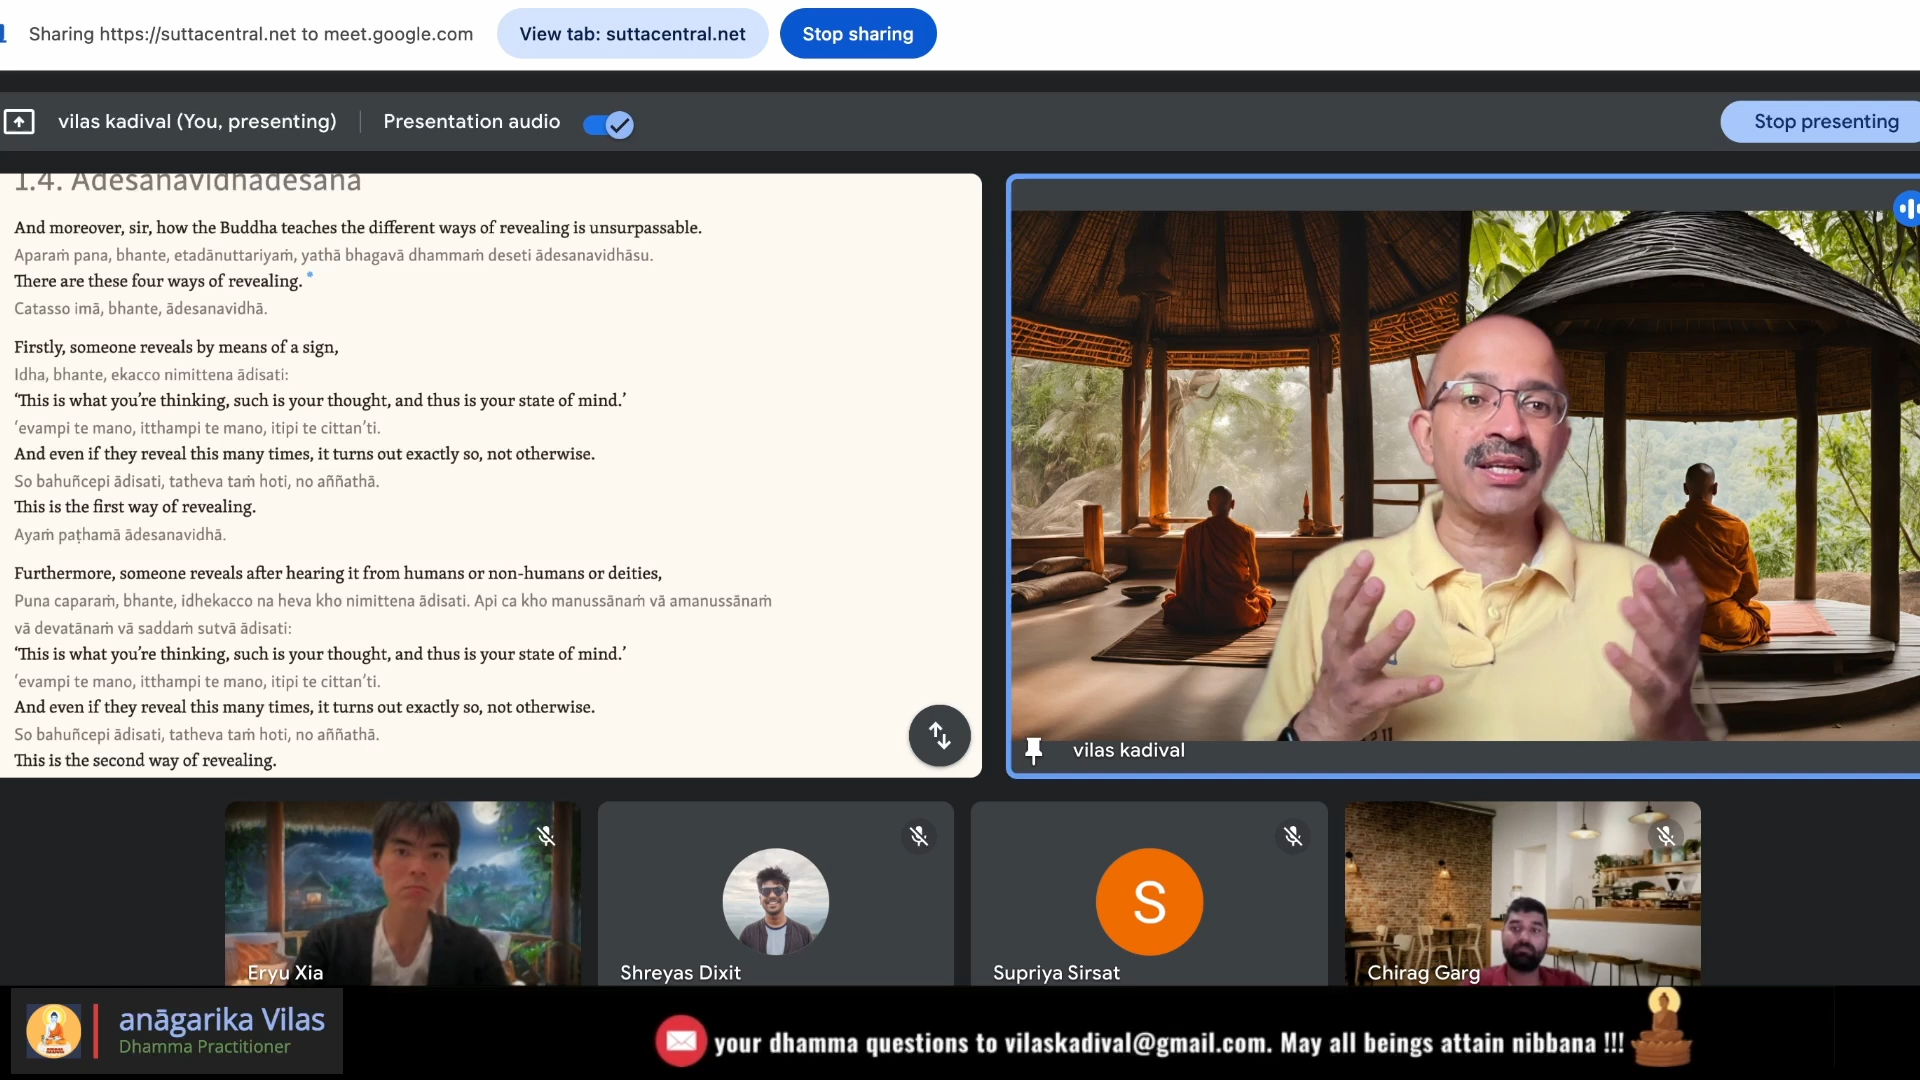 Sharing https://suttacentral.net to meet.google.com
View tab: suttacentral.net
Stop sharing
vilas kadival (You, presenting)
Presentation audio
Stop presenting
1.4. Ādesanavidhādesanā
And moreover, sir, how the Buddha teaches the different ways of revealing is unsurpassable.
Aparaṁ pana, bhante, etadānuttariyaṁ, yathā bhagavā dhammaṁ deseti ādesanavidhāsu.
There are these four ways of revealing.
Catasso imā, bhante, ādesanavidhā.
Firstly, someone reveals by means of a sign,
Idha, bhante, ekacco nimittena ādisati:
‘This is what you’re thinking, such is your thought, and thus is your state of mind.’
‘evampi te mano, itthampi te mano, itipi te cittan’ti.
And even if they reveal this many times, it turns out exactly so, not otherwise.
So bahuñcepi ādisati, tatheva taṁ hoti, no aññathā.
This is the first way of revealing.
Ayaṁ paṭhamā ādesanavidhā.
Furthermore, someone reveals after hearing it from humans or non-humans or deities,
Puna caparaṁ, bhante, idhekacco na heva kho nimittena ādisati. Api ca kho manussānaṁ vā amanussānaṁ
vā devatānaṁ vā saddaṁ sutvā ādisati:
‘This is what you’re thinking, such is your thought, and thus is your state of mind.’
‘evampi te mano, itthampi te mano, itipi te cittan’ti.
And even if they reveal this many times, it turns out exactly so, not otherwise.
So bahuñcepi ādisati, tatheva taṁ hoti, no aññathā.
This is the second way of revealing.
vilas kadival
Eryu Xia
Shreyas Dixit
S
Supriya Sirsat
Chirag Garg
anāgarika Vilas
Dhamma Practitioner
your dhamma questions to vilaskadival@gmail.com. May all beings attain nibbana !!!